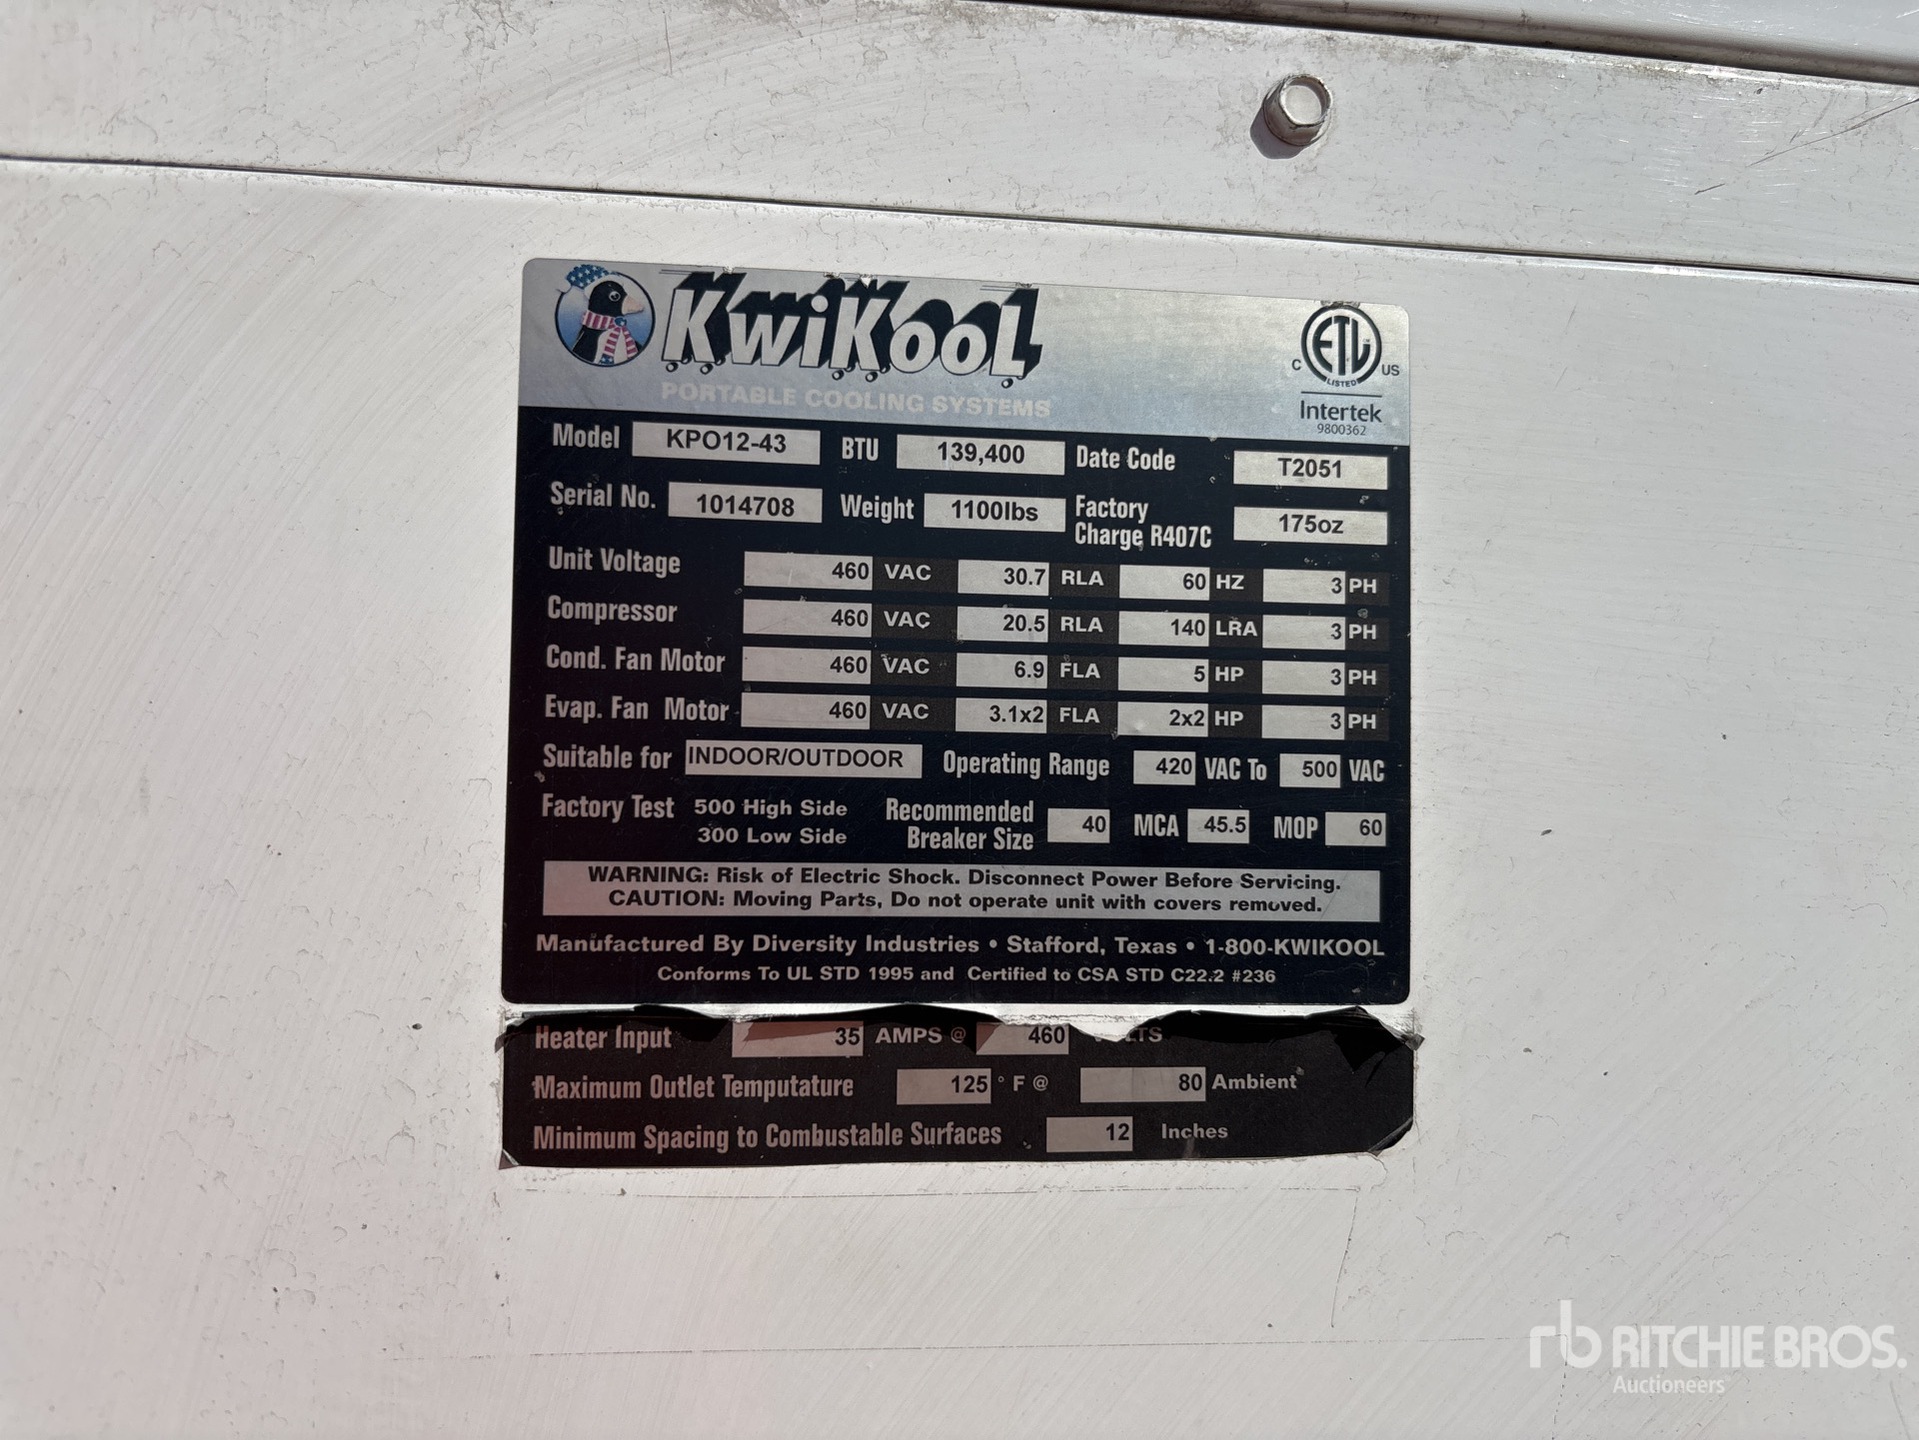 KwiKool
PORTABLE COOLING SYSTEMS
ETL
C US
LISTED
Intertek
9800362
Model KPO12-43 BTU 139,400 Date Code T2051
Serial No. 1014708 Weight 1100lbs Factory Charge R407C 175oz
Unit Voltage 460 VAC 30.7 RLA 60 HZ 3 PH
Compressor 460 VAC 20.5 RLA 140 LRA 3 PH
Cond. Fan Motor 460 VAC 6.9 FLA 5 HP 3 PH
Evap. Fan Motor 460 VAC 3.1x2 FLA 2x2 HP 3 PH
Suitable for INDOOR/OUTDOOR Operating Range 420 VAC To 500 VAC
Factory Test 500 High Side Recommended
300 Low Side Breaker Size 40 MCA 45.5 MOP 60
WARNING: Risk of Electric Shock. Disconnect Power Before Servicing.
CAUTION: Moving Parts, Do not operate unit with covers removed.
Manufactured By Diversity Industries • Stafford, Texas • 1-800-KWIKOOL
Conforms To UL STD 1995 and Certified to CSA STD C22.2 #236
Heater Input 35 AMPS @ 460
Maximum Outlet Temputature 125 ° F @ 80 Ambient
Minimum Spacing to Combustable Surfaces 12 Inches
rb RITCHIE BROS.
Auctioneers